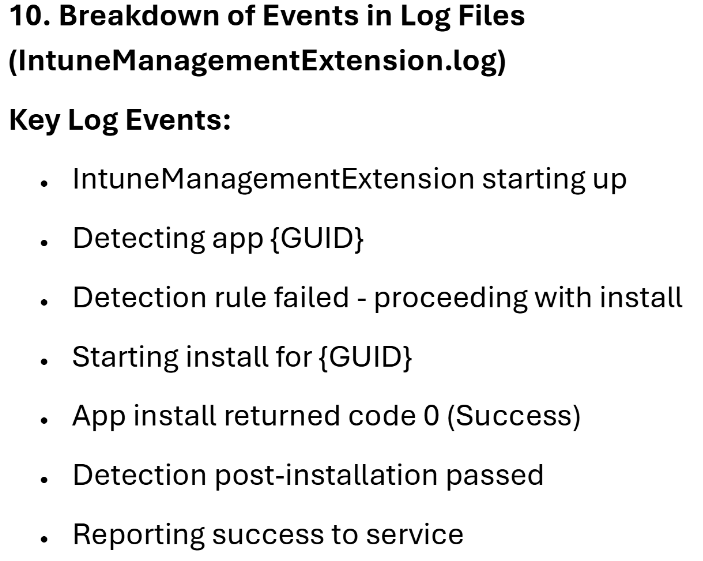 10. Breakdown of Events in Log Files
(IntuneManagementExtension.log)
Key Log Events:
• IntuneManagementExtension starting up
• Detecting app {GUID}
• Detection rule failed - proceeding with install
• Starting install for {GUID}
• App install returned code 0 (Success)
• Detection post-installation passed
• Reporting success to service